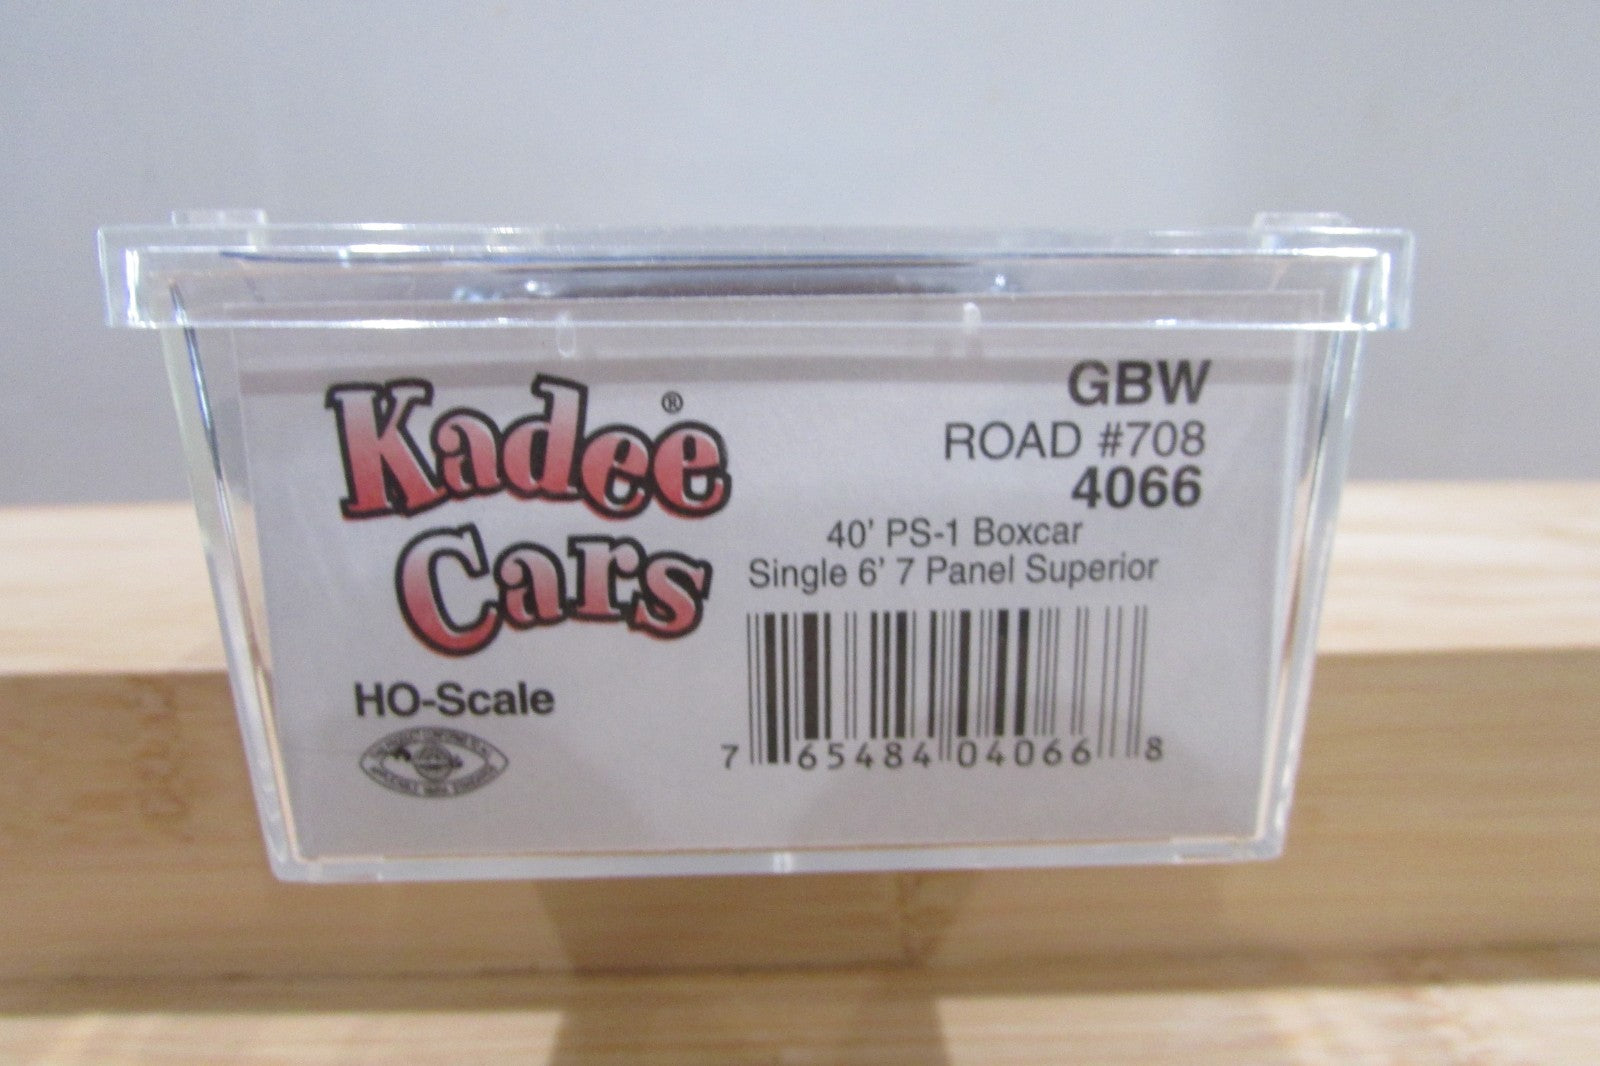 Kadee®
Cars
HO-Scale
GBW
ROAD #708
4066
40' PS-1 Boxcar
Single 6' 7 Panel Superior
7 65484 04066 8